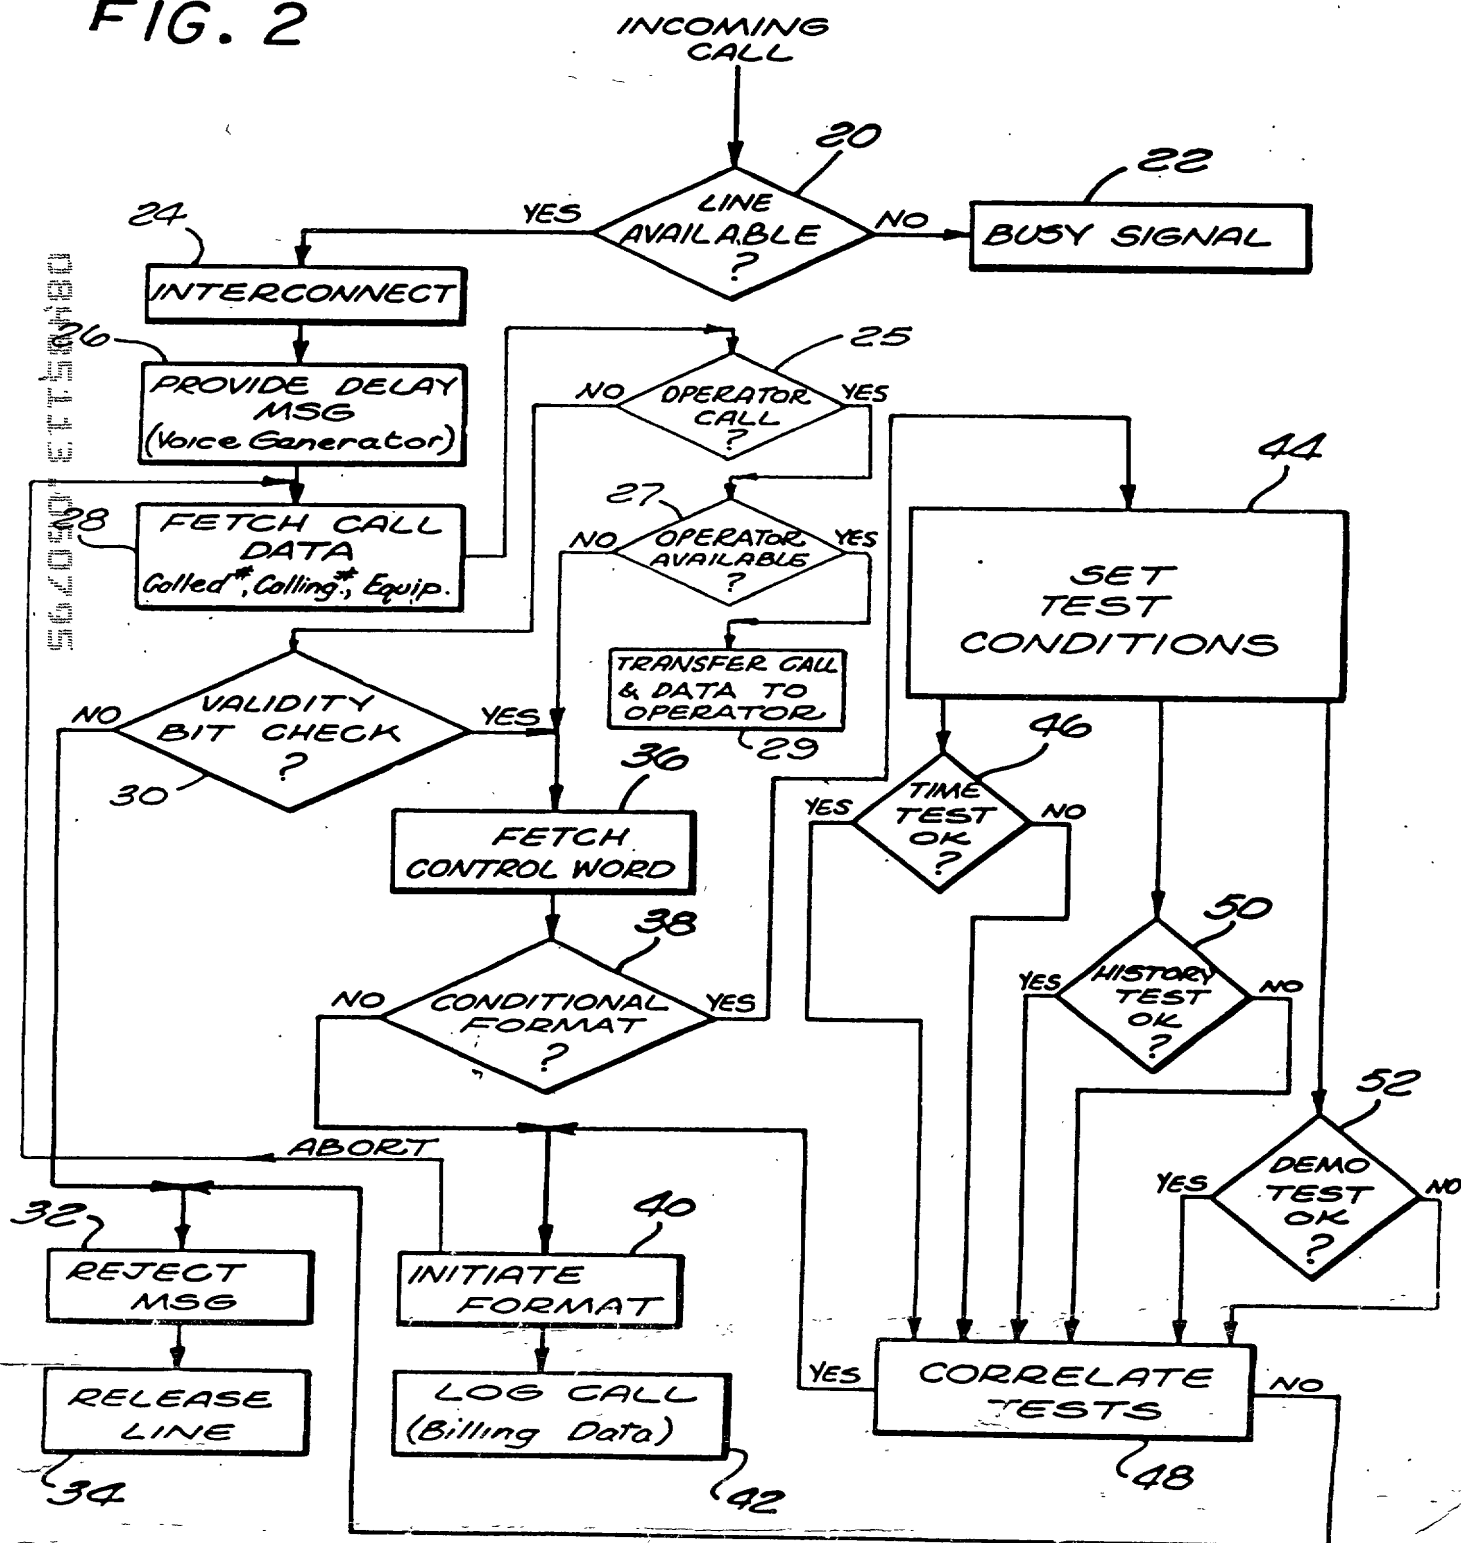 FIG. 2
INCOMING
CALL
20
LINE
AVAILABLE
?
YES
NO
22
BUSY SIGNAL
24
INTERCONNECT
26
PROVIDE DELAY
MSG
(Voice Generator)
25
OPERATOR
CALL
?
NO
YES
28
FETCH CALL
DATA
Called#, Calling#, Equip.
27
OPERATOR
AVAILABLE
?
NO
YES
44
SET
TEST
CONDITIONS
TRANSFER CALL
& DATA TO
OPERATOR
29
VALIDITY
BIT CHECK
?
NO
YES
30
36
FETCH
CONTROL WORD
46
TIME
TEST
OK
?
YES
NO
38
CONDITIONAL
FORMAT
?
NO
YES
50
HISTORY
TEST
OK
?
YES
NO
52
DEMO
TEST
OK
?
YES
NO
ABORT
32
REJECT
MSG
40
INITIATE
FORMAT
RELEASE
LINE
34
LOG CALL
(Billing Data)
42
YES
CORRELATE
TESTS
NO
48